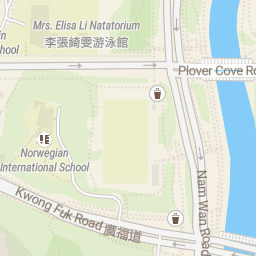 Mrs. Elisa Li Natatorium
李張綺雯游泳館
in
School
Plover Cove Ro
Norwegian
International School
Kwong Fuk Road 廣福道
Nam Wan Road